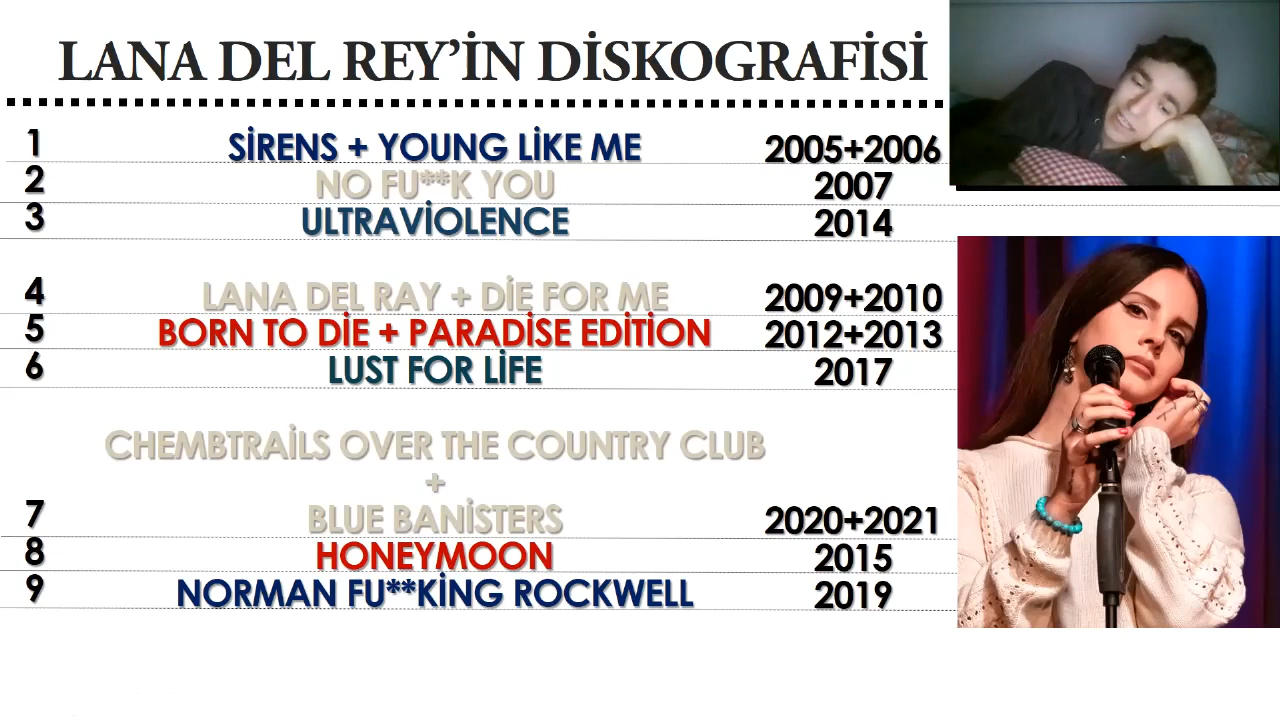 LANA DEL REY’İN DİSKOGRAFİSİ
1 SİRENS + YOUNG LİKE ME 2005+2006
2 NO FU**K YOU 2007
3 ULTRAVİOLENCE 2014
4 LANA DEL RAY + DİE FOR ME 2009+2010
5 BORN TO DİE + PARADİSE EDİTİON 2012+2013
6 LUST FOR LİFE 2017
CHEMBTRAİLS OVER THE COUNTRY CLUB
+
7 BLUE BANİSTERS 2020+2021
8 HONEYMOON 2015
9 NORMAN FU**KİNG ROCKWELL 2019